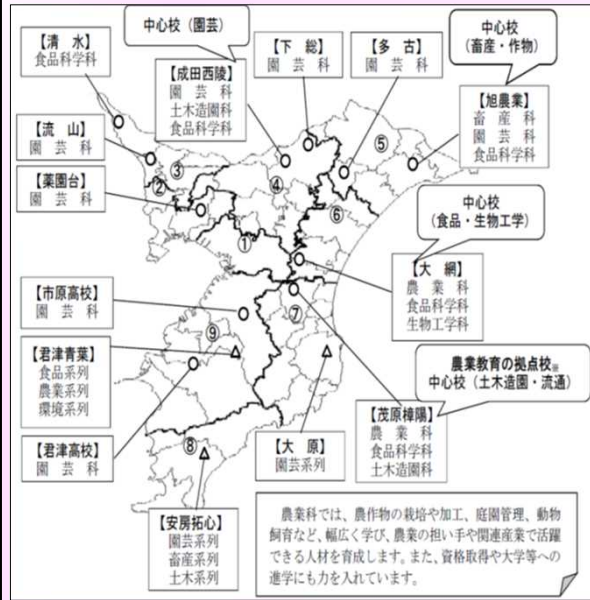 【清　水】
食品科学科
中心校（園芸）
【成田西陵】
園　芸　科
土木造園科
食品科学科
【下　総】
園　芸　科
【多　古】
園　芸　科
中心校
（畜産・作物）
【旭農業】
畜　産　科
園　芸　科
食品科学科
【流　山】
園　芸　科
【薬園台】
園　芸　科
①
②
③
④
⑤
⑥
⑦
⑧
⑨
中心校
（食品・生物工学）
【大　網】
農　業　科
食品科学科
生物工学科
【市原高校】
園　芸　科
【君津青葉】
食品系列
農業系列
環境系列
【君津高校】
園　芸　科
農業教育の拠点校※
中心校（土木造園・流通）
【茂原樟陽】
農　業　科
食品科学科
土木造園科
【大　原】
園芸系列
【安房拓心】
園芸系列
畜産系列
土木系列
農業科では、農作物の栽培や加工、庭園管理、動物
飼育など、幅広く学び、農業の担い手や関連産業で活躍
できる人材を育成します。また、資格取得や大学等への
進学にも力を入れています。